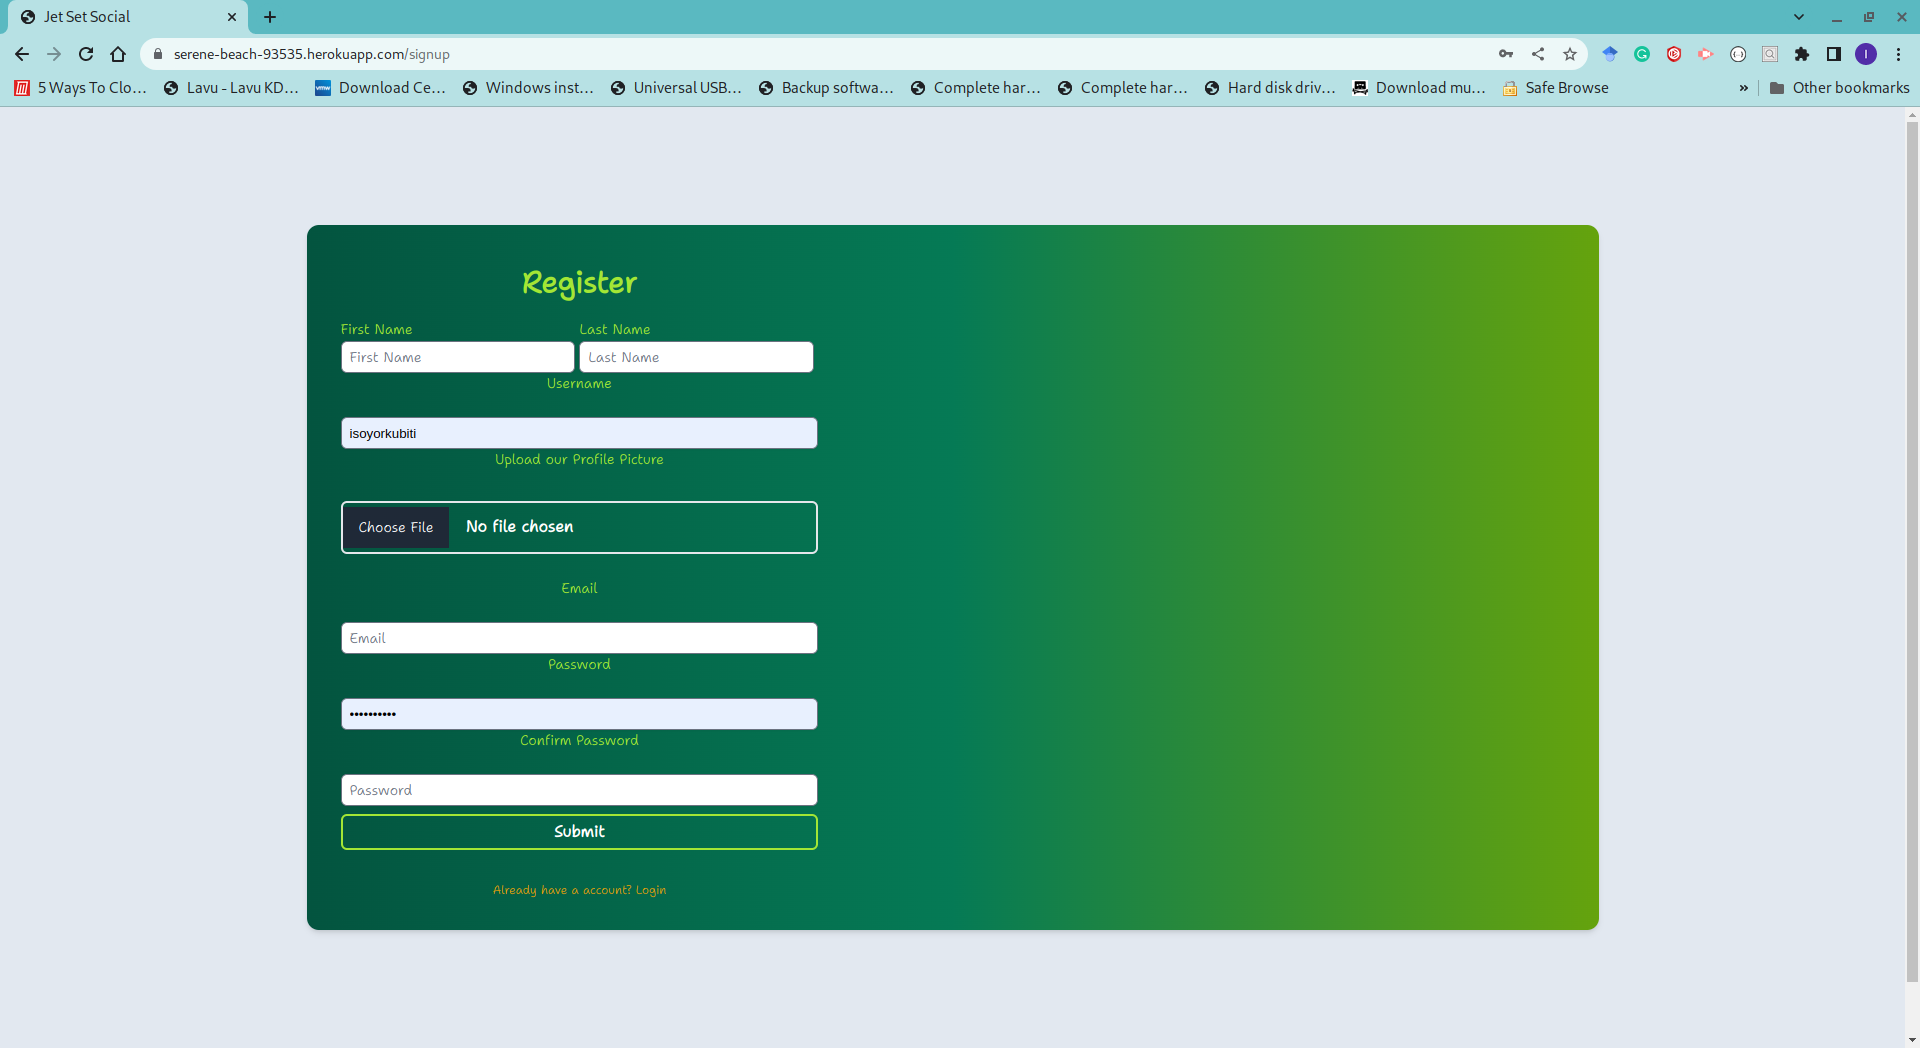 Jet Set Social
serene-beach-93535.herokuapp.com/signup
I
5 Ways To Clo... Lavu - Lavu KD... vmw Download Ce... Windows inst... Universal USB... Backup softwa... Complete har... Complete har... Hard disk driv... Download mu... Safe Browse » Other bookmarks
Register
First Name Last Name
First Name Last Name
Username
isoyorkubiti
Upload our Profile Picture
Choose File No file chosen
Email
Email
Password
••••••••••
Confirm Password
Password
Submit
Already have a account? Login